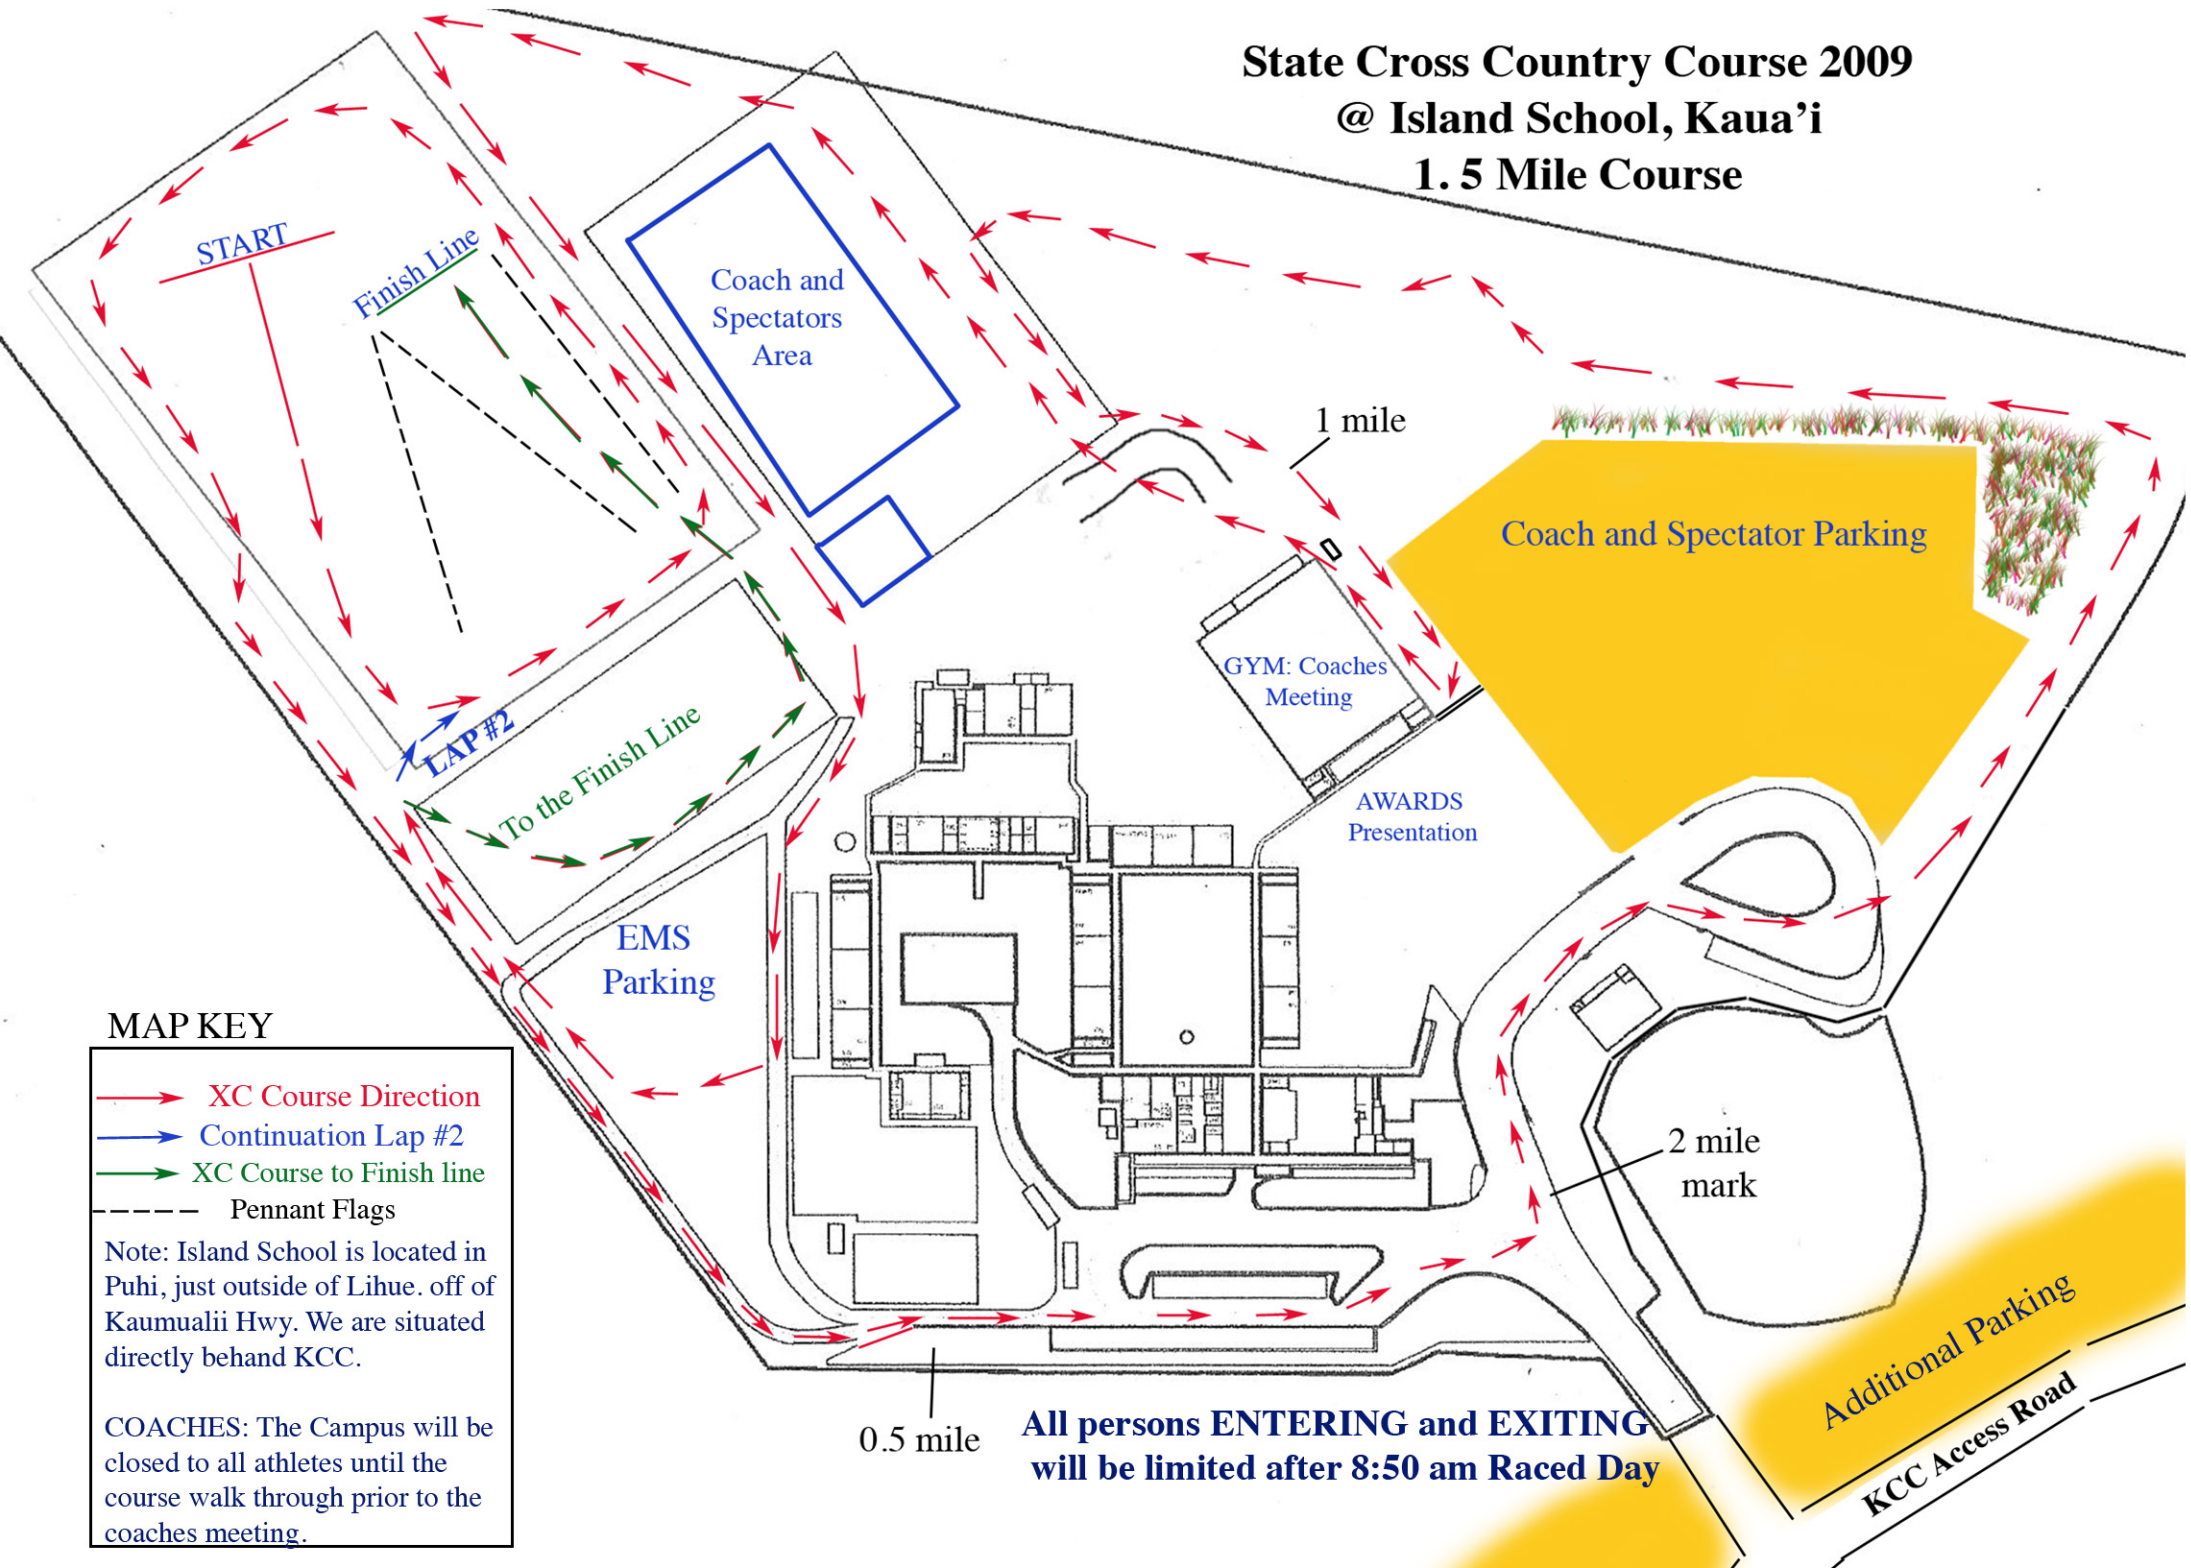 State Cross Country Course 2009
@ Island School, Kaua'i
1. 5 Mile Course
START
Finish Line
Coach and
Spectators
Area
1 mile
Coach and Spectator Parking
GYM: Coaches
Meeting
LAP #2
To the Finish Line
AWARDS
Presentation
EMS
Parking
2 mile
mark
0.5 mile
Additional Parking
KCC Access Road
All persons ENTERING and EXITING
will be limited after 8:50 am Raced Day
MAP KEY
XC Course Direction
Continuation Lap #2
XC Course to Finish line
Pennant Flags
Note: Island School is located in
Puhi, just outside of Lihue. off of
Kaumualii Hwy. We are situated
directly behand KCC.
COACHES: The Campus will be
closed to all athletes until the
course walk through prior to the
coaches meeting.